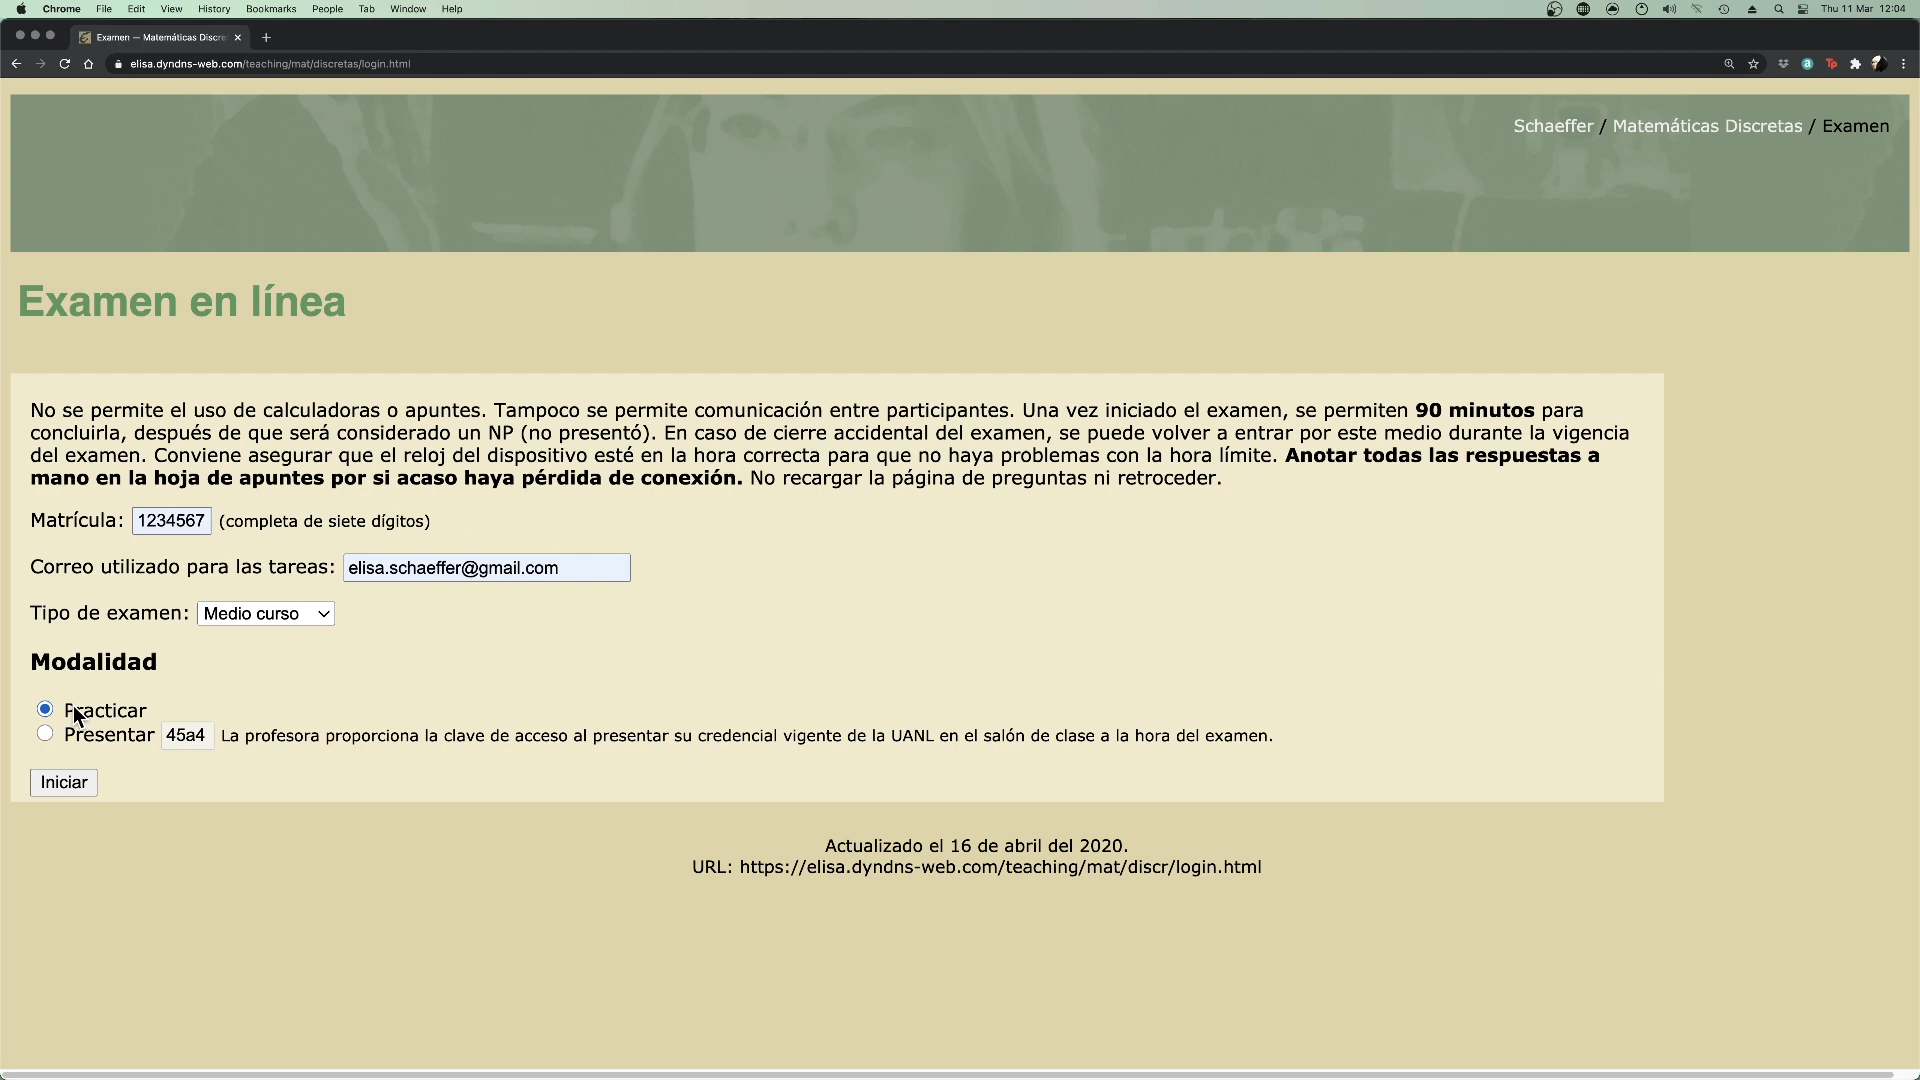 Chrome File Edit View History Bookmarks People Tab Window Help Thu 11 Mar 12:04
Examen — Matemáticas Discre
elisa.dyndns-web.com/teaching/mat/discretas/login.html
Schaeffer / Matemáticas Discretas / Examen
Examen en línea
No se permite el uso de calculadoras o apuntes. Tampoco se permite comunicación entre participantes. Una vez iniciado el examen, se permiten 90 minutos para
concluirla, después de que será considerado un NP (no presentó). En caso de cierre accidental del examen, se puede volver a entrar por este medio durante la vigencia
del examen. Conviene asegurar que el reloj del dispositivo esté en la hora correcta para que no haya problemas con la hora límite. Anotar todas las respuestas a
mano en la hoja de apuntes por si acaso haya pérdida de conexión. No recargar la página de preguntas ni retroceder.
Matrícula: 1234567 (completa de siete dígitos)
Correo utilizado para las tareas: elisa.schaeffer@gmail.com
Tipo de examen: Medio curso
Modalidad
Practicar
Presentar 45a4 La profesora proporciona la clave de acceso al presentar su credencial vigente de la UANL en el salón de clase a la hora del examen.
Iniciar
Actualizado el 16 de abril del 2020.
URL: https://elisa.dyndns-web.com/teaching/mat/discr/login.html